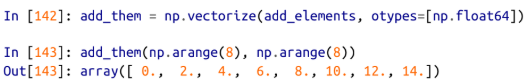 In [142]: add_them = np.vectorize(add_elements, otypes=[np.float64])
In [143]: add_them(np.arange(8), np.arange(8))
Out[143]: array([ 0.,  2.,  4.,  6.,  8., 10., 12., 14.])